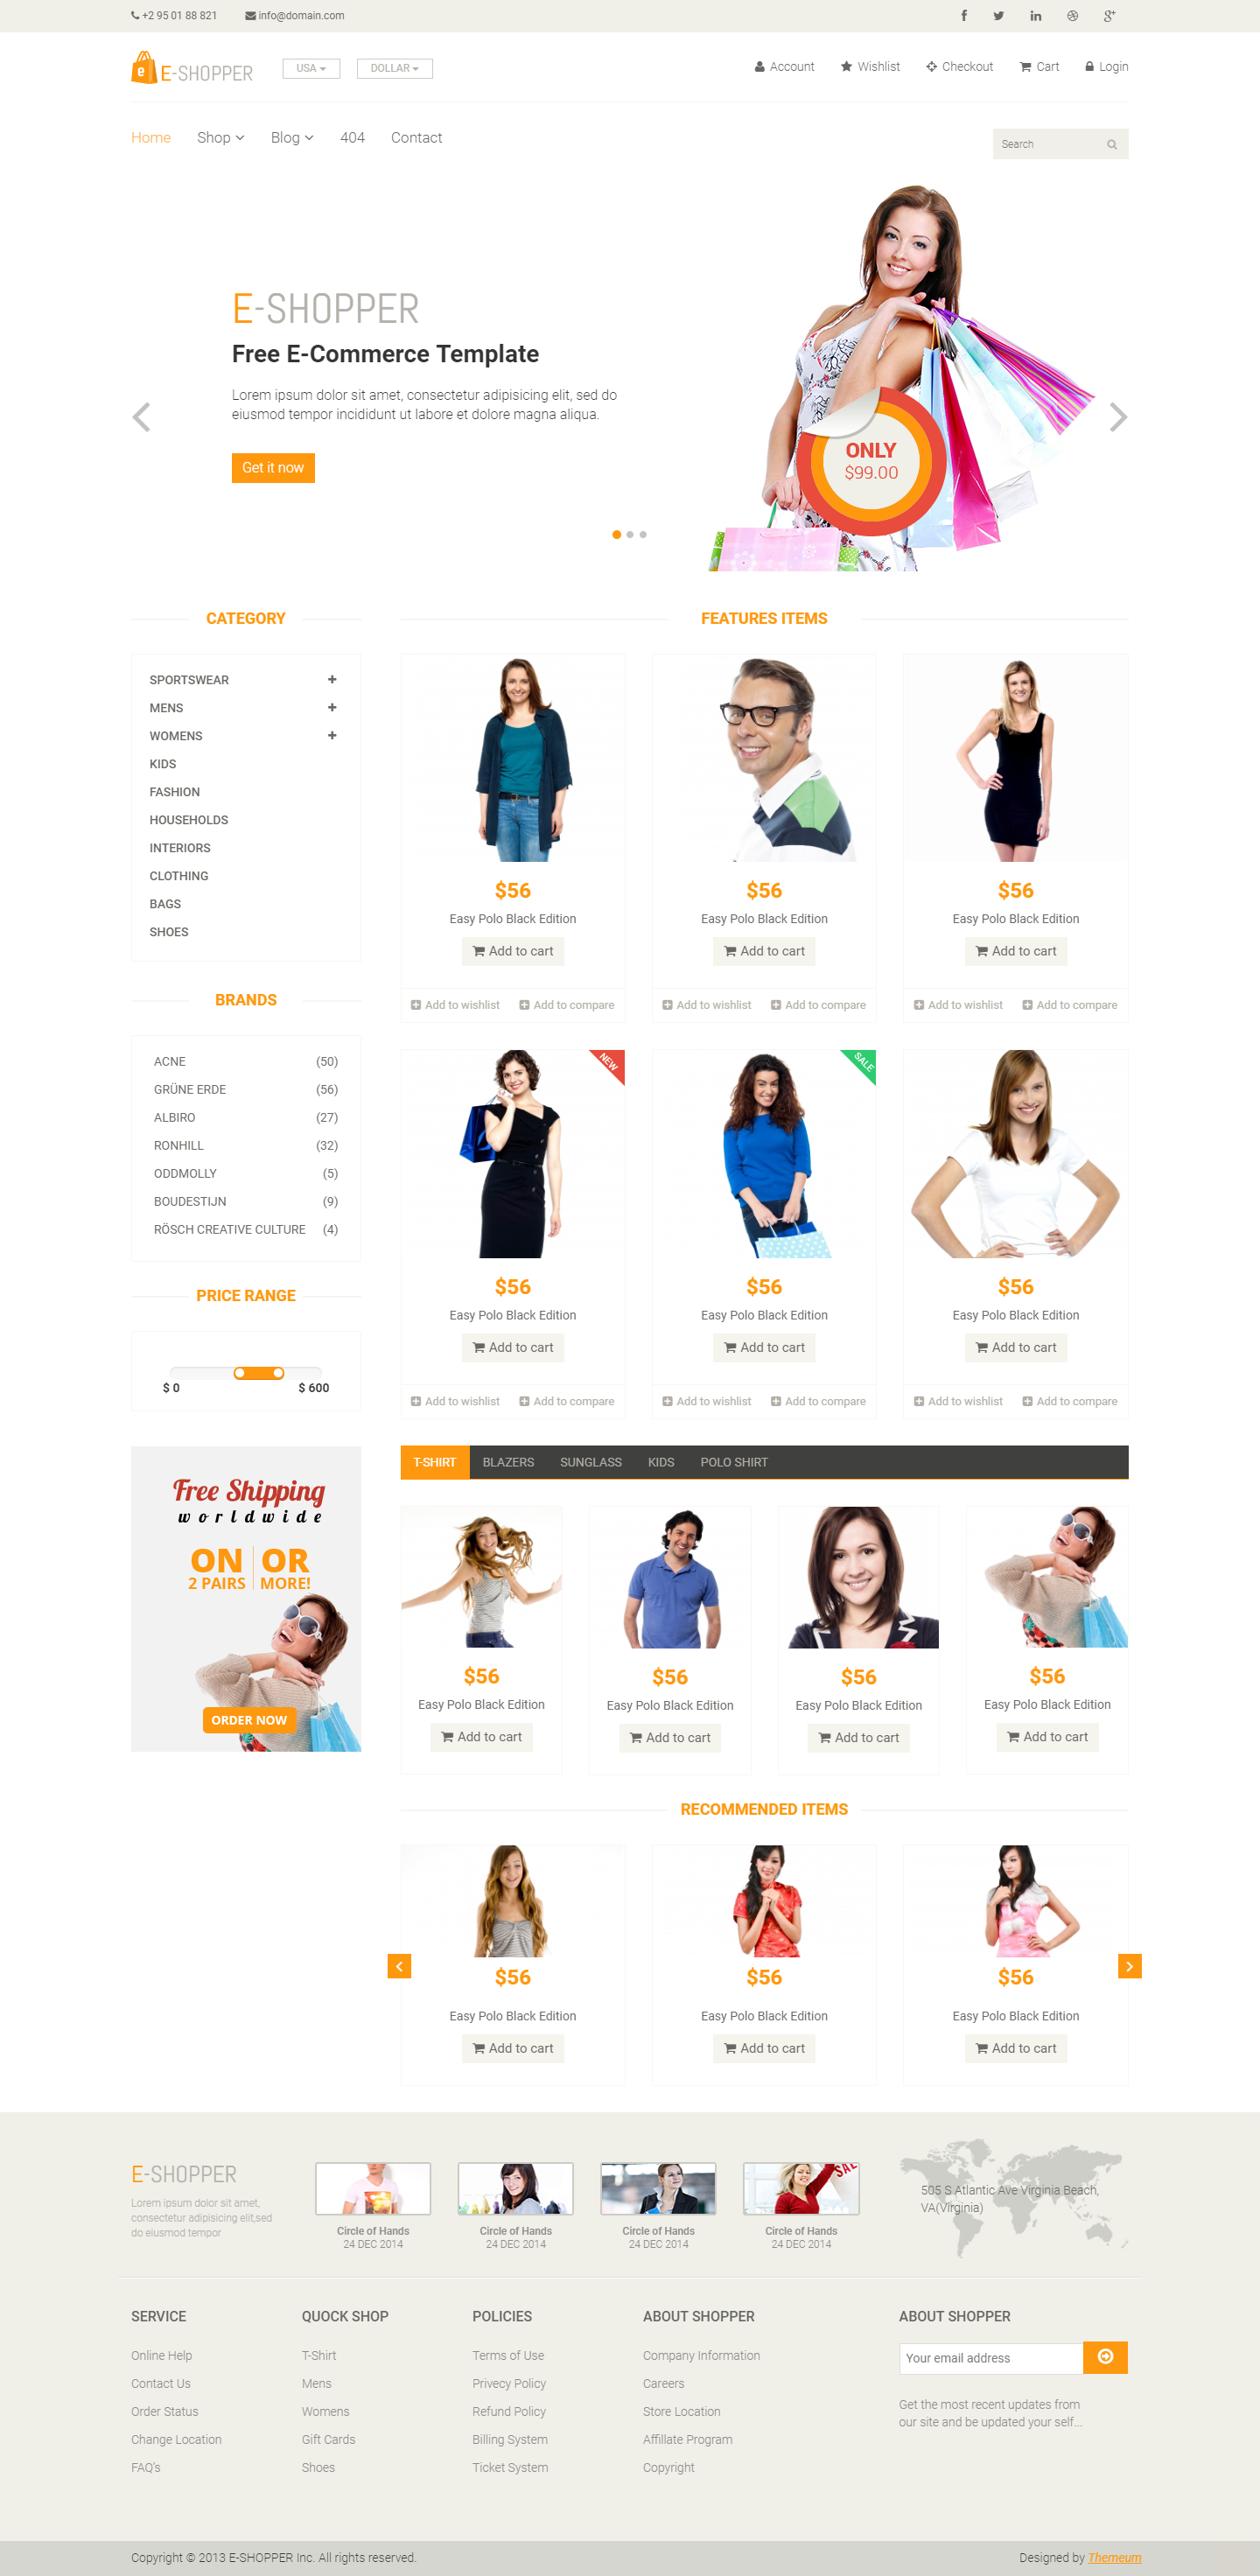 +2 95 01 88 821 info@domain.com
E-SHOPPER USA DOLLAR Account Wishlist Checkout Cart Login
Home Shop Blog 404 Contact Search
E-SHOPPER
Free E-Commerce Template
Lorem ipsum dolor sit amet, consectetur adipisicing elit, sed do
eiusmod tempor incididunt ut labore et dolore magna aliqua.
Get it now
ONLY
$99.00
CATEGORY
SPORTSWEAR
MENS
WOMENS
KIDS
FASHION
HOUSEHOLDS
INTERIORS
CLOTHING
BAGS
SHOES
BRANDS
ACNE (50)
GRÜNE ERDE (56)
ALBIRO (27)
RONHILL (32)
ODDMOLLY (5)
BOUDESTIJN (9)
RÖSCH CREATIVE CULTURE (4)
PRICE RANGE
$ 0 $ 600
Free Shipping
worldwide
ON OR
2 PAIRS MORE!
ORDER NOW
FEATURES ITEMS
$56 $56 $56
Easy Polo Black Edition Easy Polo Black Edition Easy Polo Black Edition
Add to cart Add to cart Add to cart
Add to wishlist Add to compare Add to wishlist Add to compare Add to wishlist Add to compare
NEW SALE
$56 $56 $56
Easy Polo Black Edition Easy Polo Black Edition Easy Polo Black Edition
Add to cart Add to cart Add to cart
Add to wishlist Add to compare Add to wishlist Add to compare Add to wishlist Add to compare
T-SHIRT BLAZERS SUNGLASS KIDS POLO SHIRT
$56 $56 $56 $56
Easy Polo Black Edition Easy Polo Black Edition Easy Polo Black Edition Easy Polo Black Edition
Add to cart Add to cart Add to cart Add to cart
RECOMMENDED ITEMS
$56 $56 $56
Easy Polo Black Edition Easy Polo Black Edition Easy Polo Black Edition
Add to cart Add to cart Add to cart
E-SHOPPER
Lorem ipsum dolor sit amet,
consectetur adipisicing elit,sed
do eiusmod tempor
SALE
Circle of Hands Circle of Hands Circle of Hands Circle of Hands
24 DEC 2014 24 DEC 2014 24 DEC 2014 24 DEC 2014
505 S Atlantic Ave Virginia Beach,
VA(Virginia)
SERVICE
Online Help
Contact Us
Order Status
Change Location
FAQ's
QUOCK SHOP
T-Shirt
Mens
Womens
Gift Cards
Shoes
POLICIES
Terms of Use
Privecy Policy
Refund Policy
Billing System
Ticket System
ABOUT SHOPPER
Company Information
Careers
Store Location
Affillate Program
Copyright
ABOUT SHOPPER
Your email address
Get the most recent updates from
our site and be updated your self...
Copyright © 2013 E-SHOPPER Inc. All rights reserved. Designed by Themeum